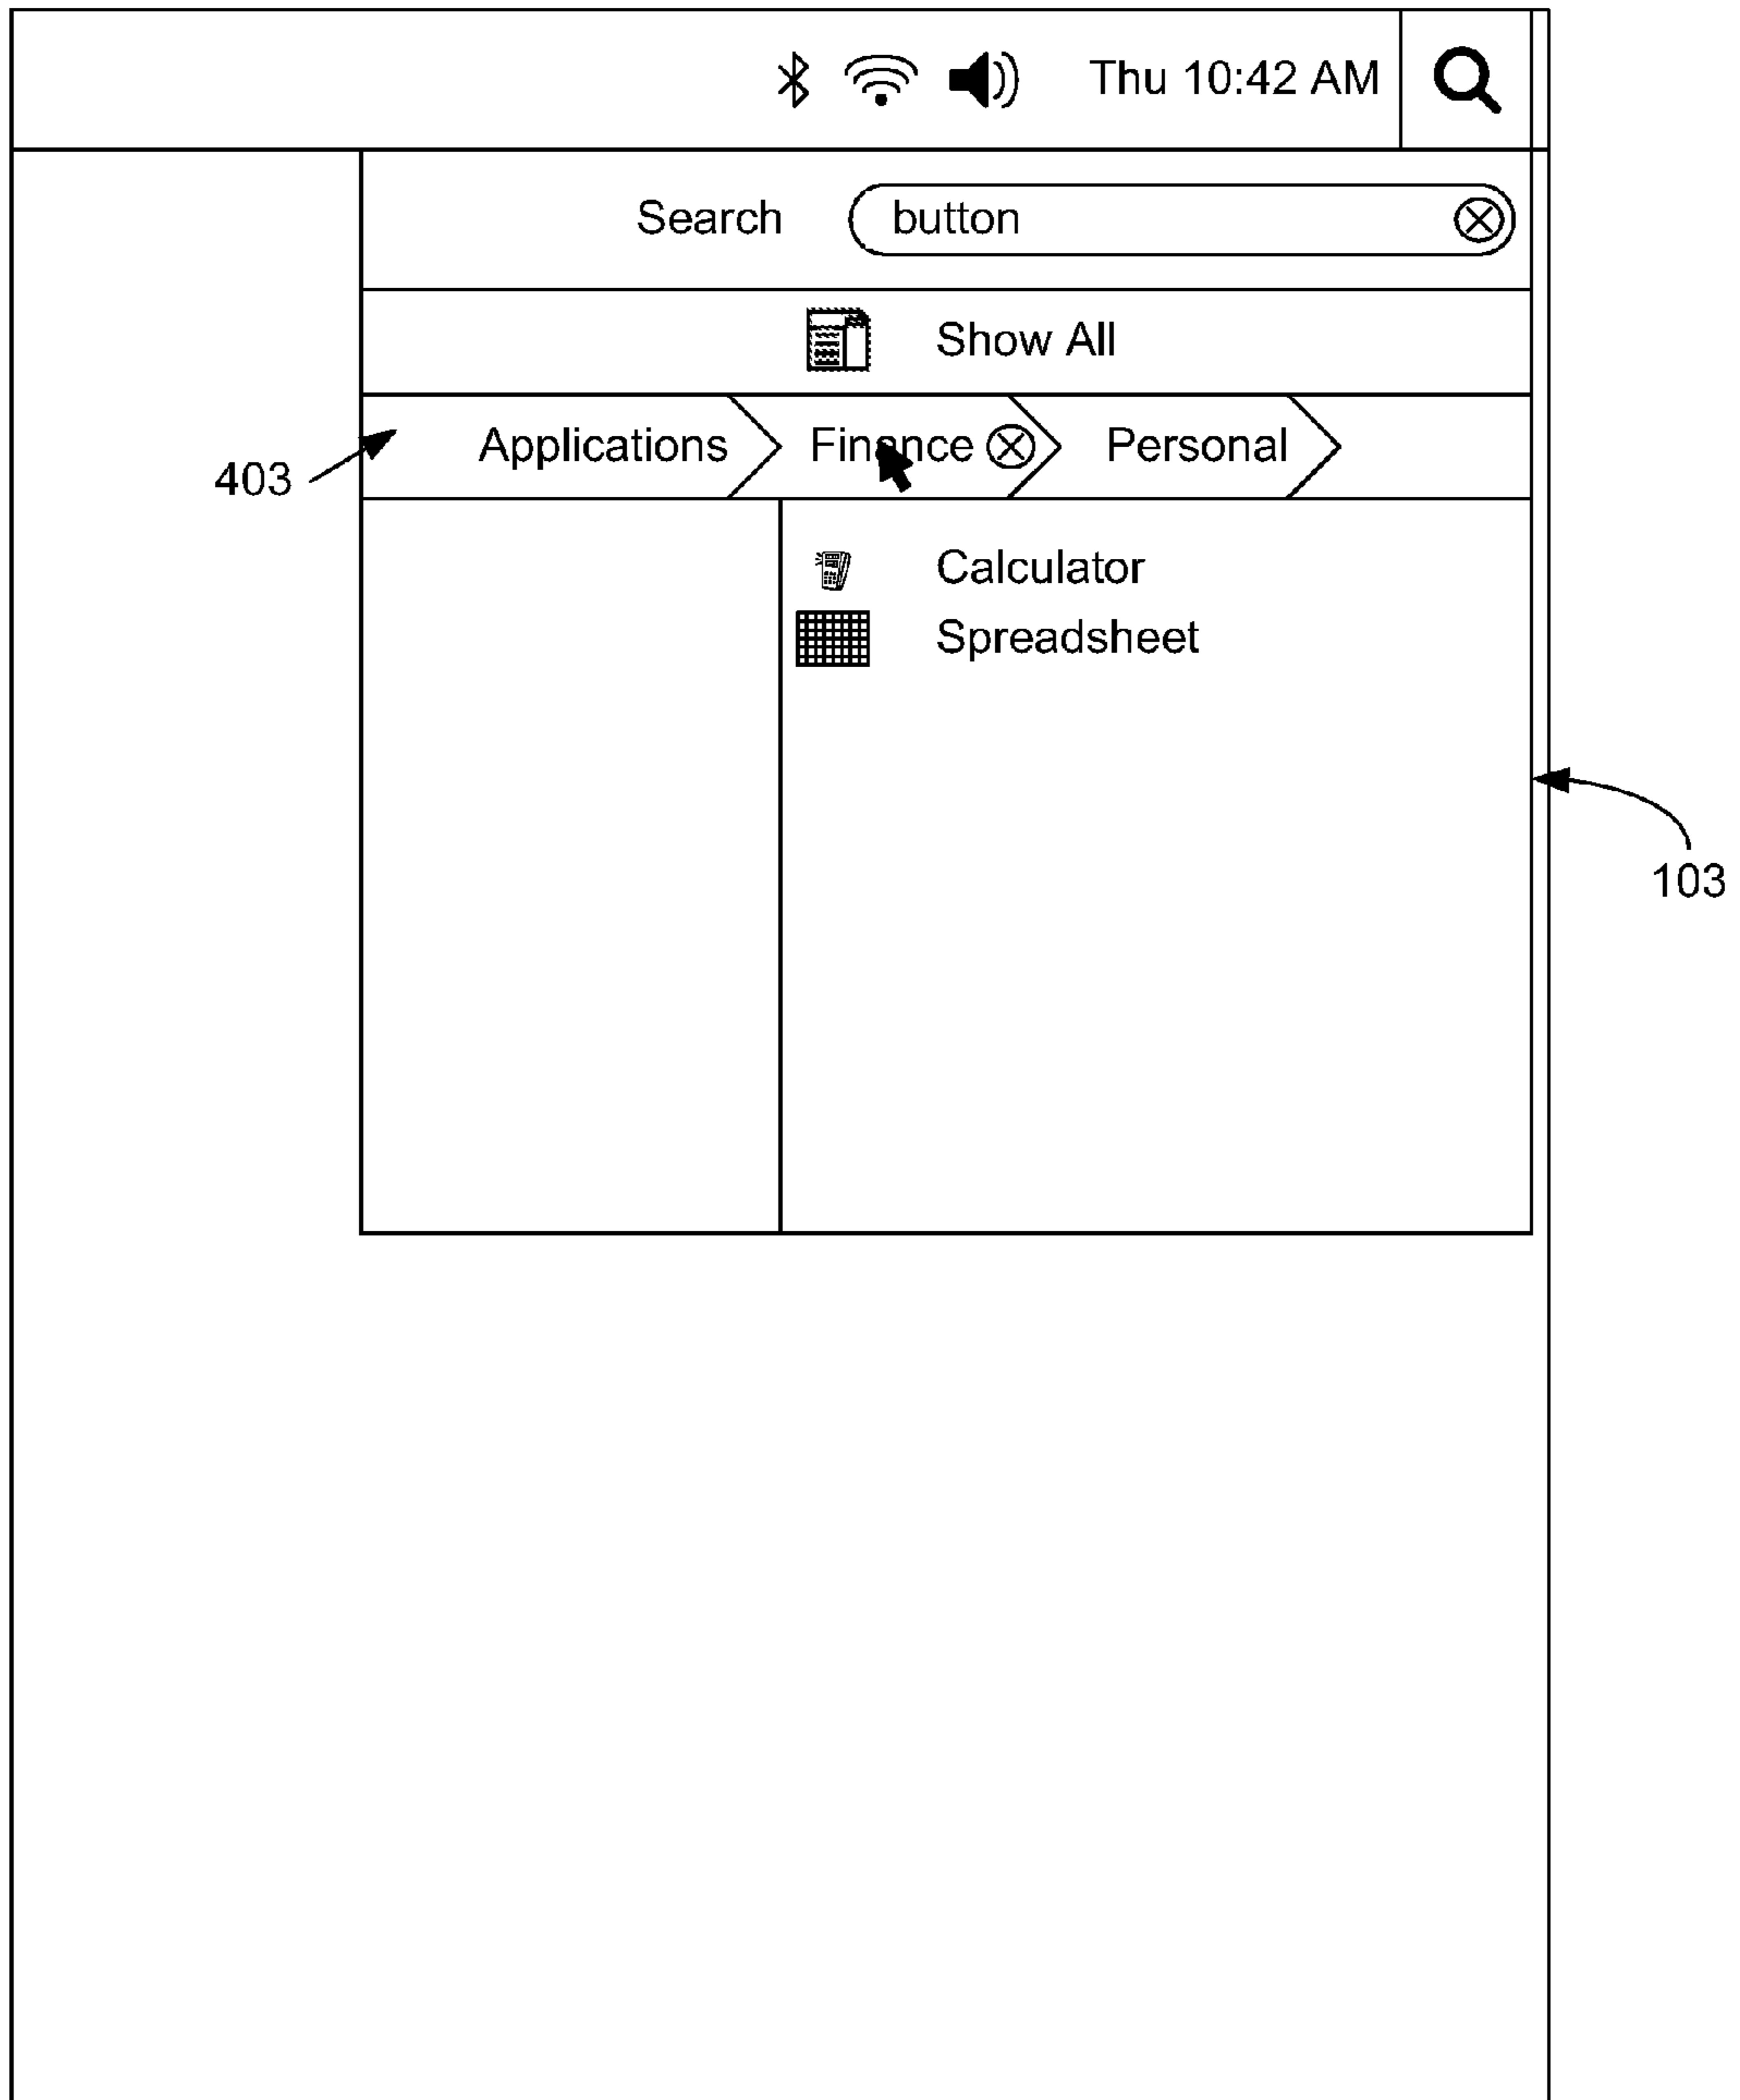 Thu 10:42 AM
Search button
Show All
Applications Finance Personal
403
Calculator
Spreadsheet
103